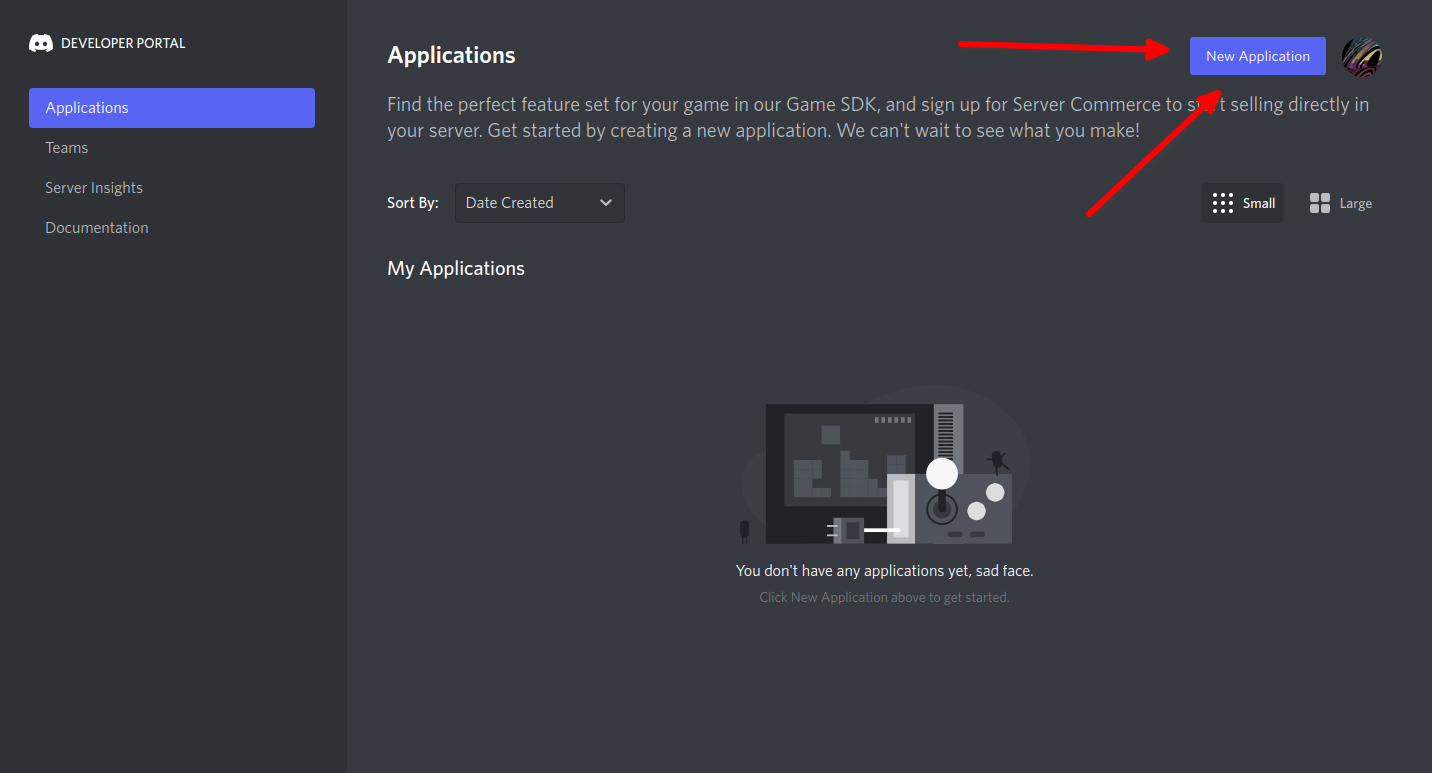 DEVELOPER PORTAL
Applications
Teams
Server Insights
Documentation
Applications
New Application
Find the perfect feature set for your game in our Game SDK, and sign up for Server Commerce to start selling directly in
your server. Get started by creating a new application. We can't wait to see what you make!
Sort By: Date Created
Small Large
My Applications
You don't have any applications yet, sad face.
Click New Application above to get started.